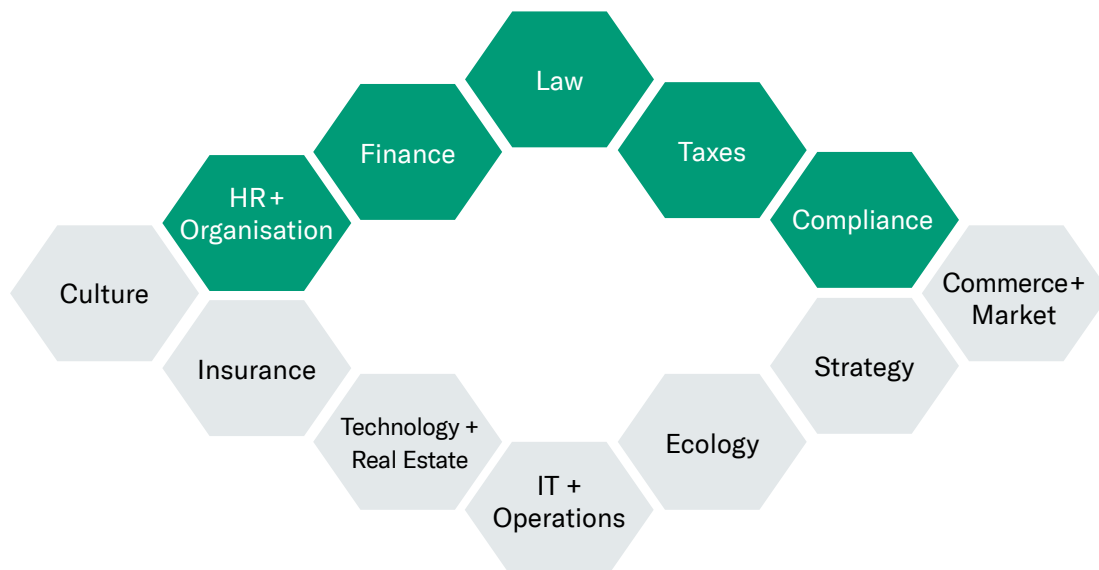 Law
Finance
Taxes
HR +
Organisation
Compliance
Culture
Commerce +
Market
Insurance
Strategy
Technology +
Real Estate
Ecology
IT +
Operations